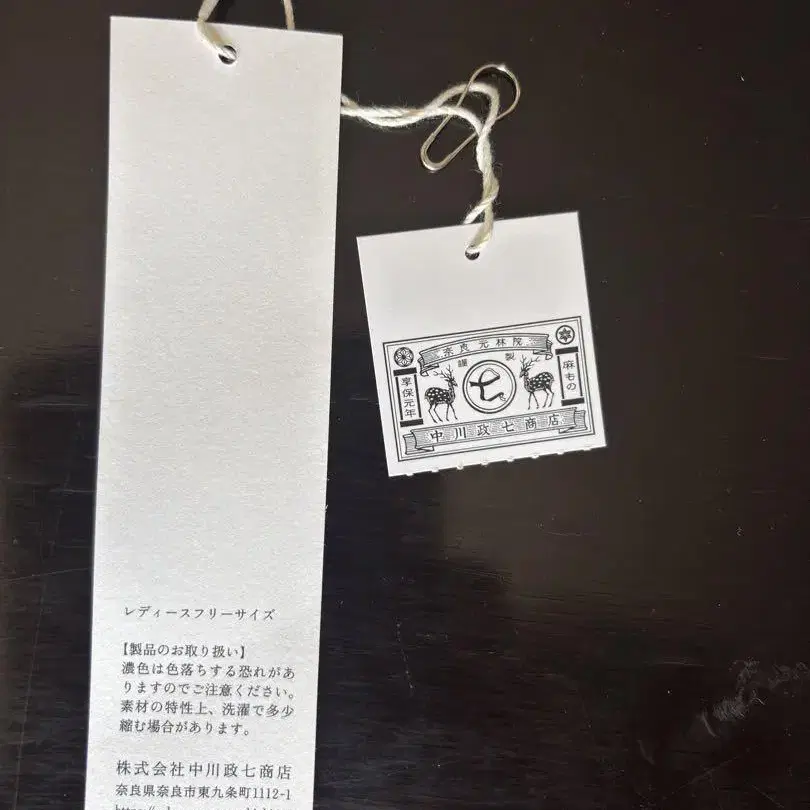 レディースフリーサイズ
【製品のお取り扱い】
濃色は色落ちする恐れがあ
りますのでご注意ください。
素材の特性上、洗濯で多少
縮む場合があります。
株式会社中川政七商店
奈良県奈良市東九条町1112-1
奈良元林院
謹製
享保元年
麻もの
七
中川政七商店